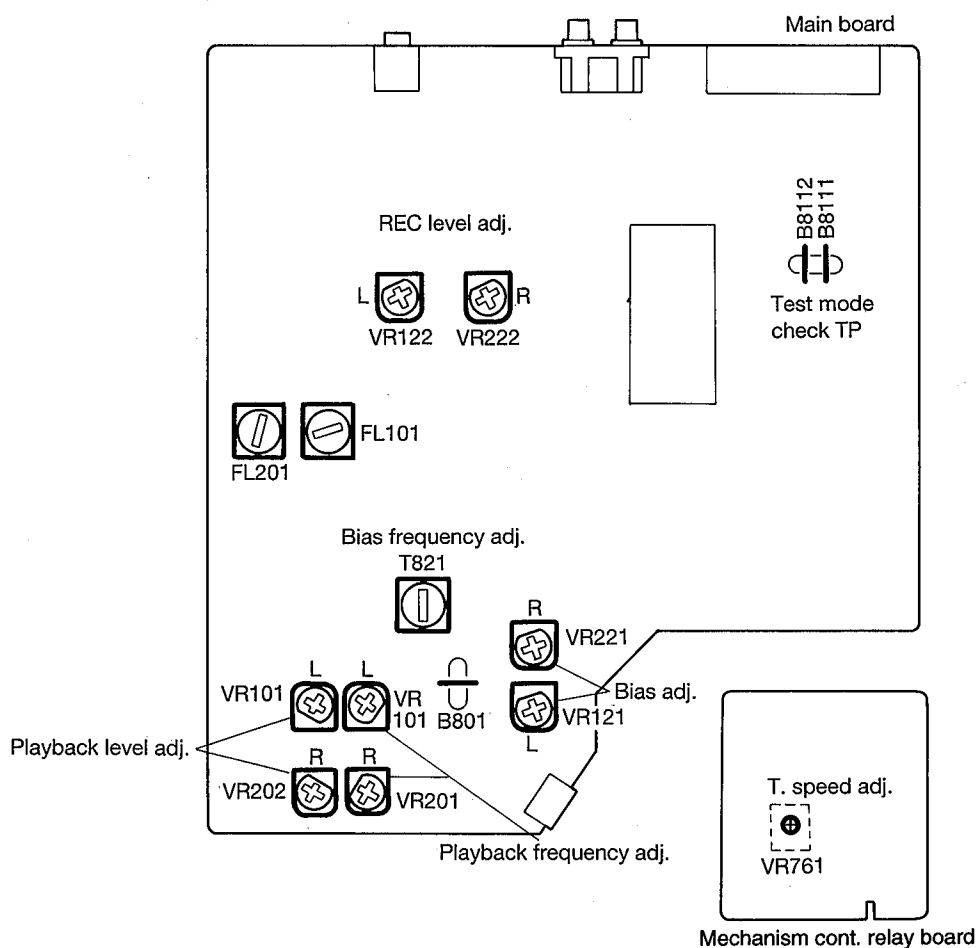 Main board
B8112
B8111
REC level adj.
L
R
VR122
VR222
Test mode
check TP
FL101
FL201
Bias frequency adj.
T821
R
VR221
L
L
VR101
VR
101
B801
Bias adj.
VR121
L
Playback level adj.
R
R
VR202
VR201
T. speed adj.
Playback frequency adj.
VR761
Mechanism cont. relay board